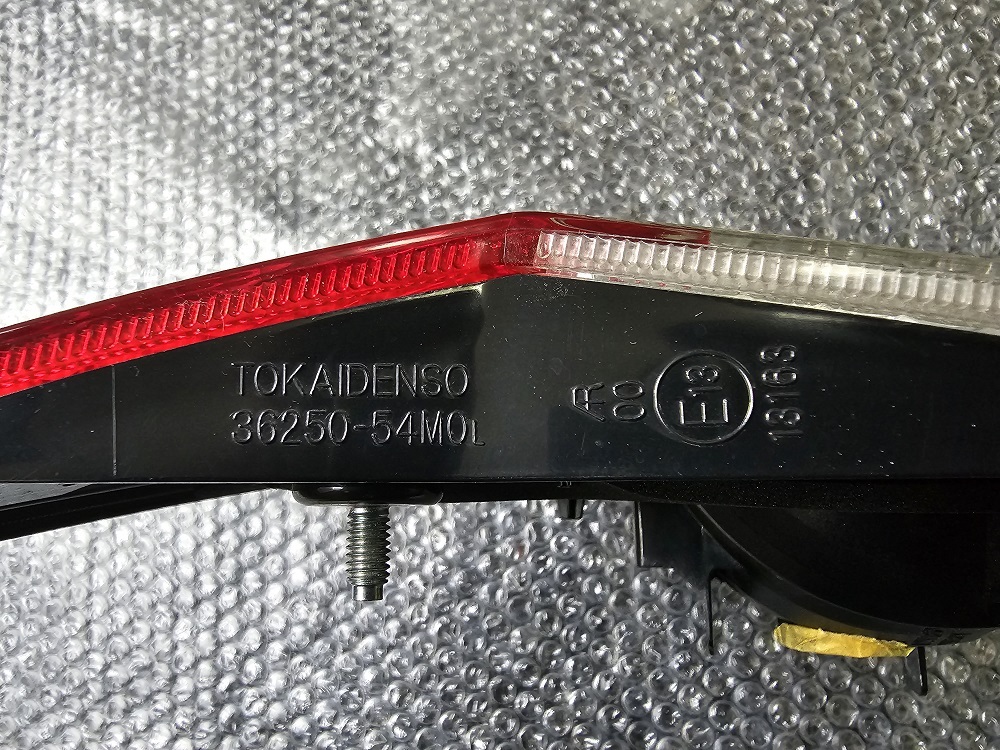 TOKAIDENSO
36250-54M0L
AR
00
E13
13163